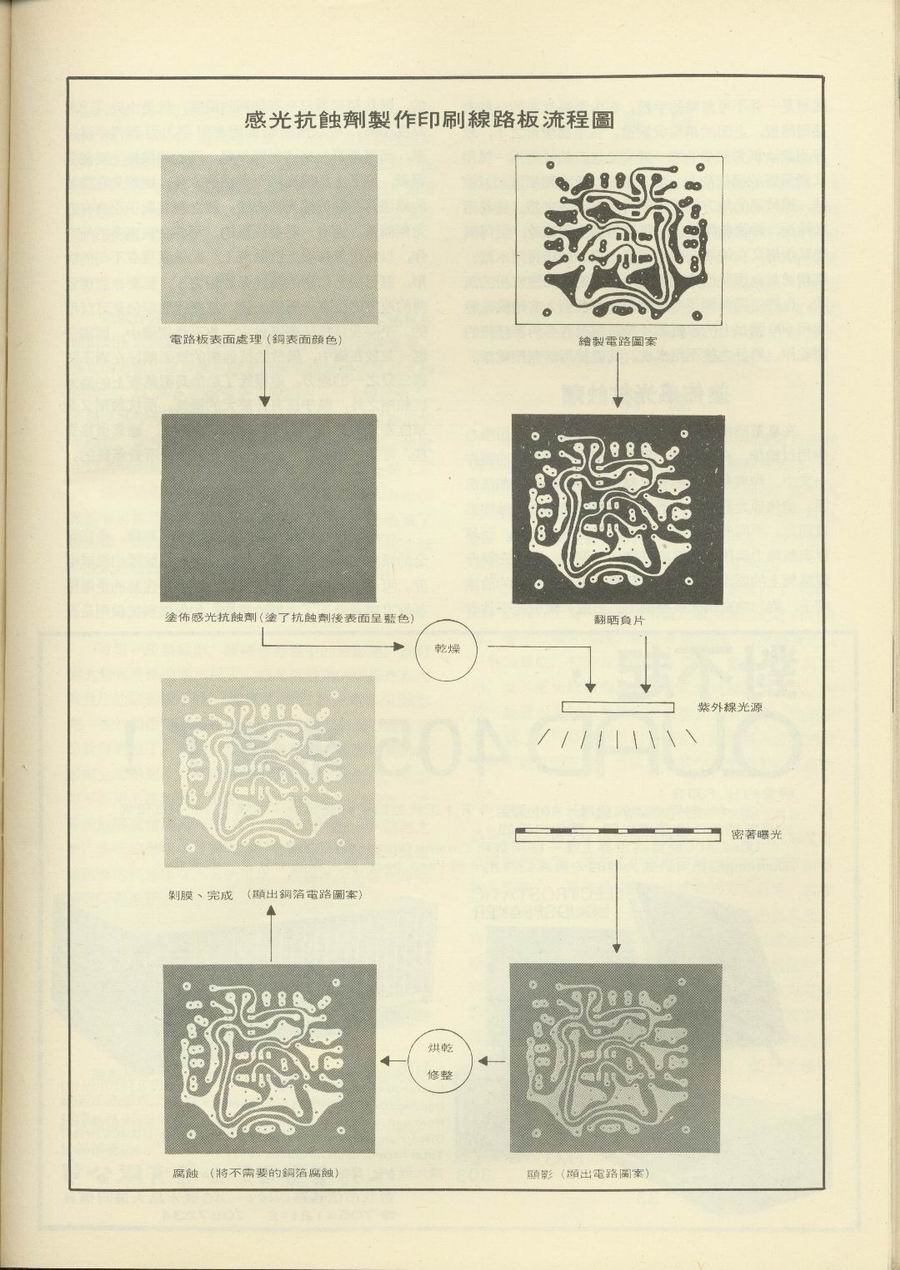 感光抗蝕劑製作印刷線路板流程圖
電路板表面處理(銅表面顏色)
繪製電路圖案
塗佈感光抗蝕劑(塗了抗蝕劑後表面呈藍色)
翻晒負片
乾燥
紫外線光源
密著曝光
剝膜、完成 (顯出銅箔電路圖案)
烘乾
修整
腐蝕 (將不需要的銅箔腐蝕)
顯影 (顯出電路圖案)